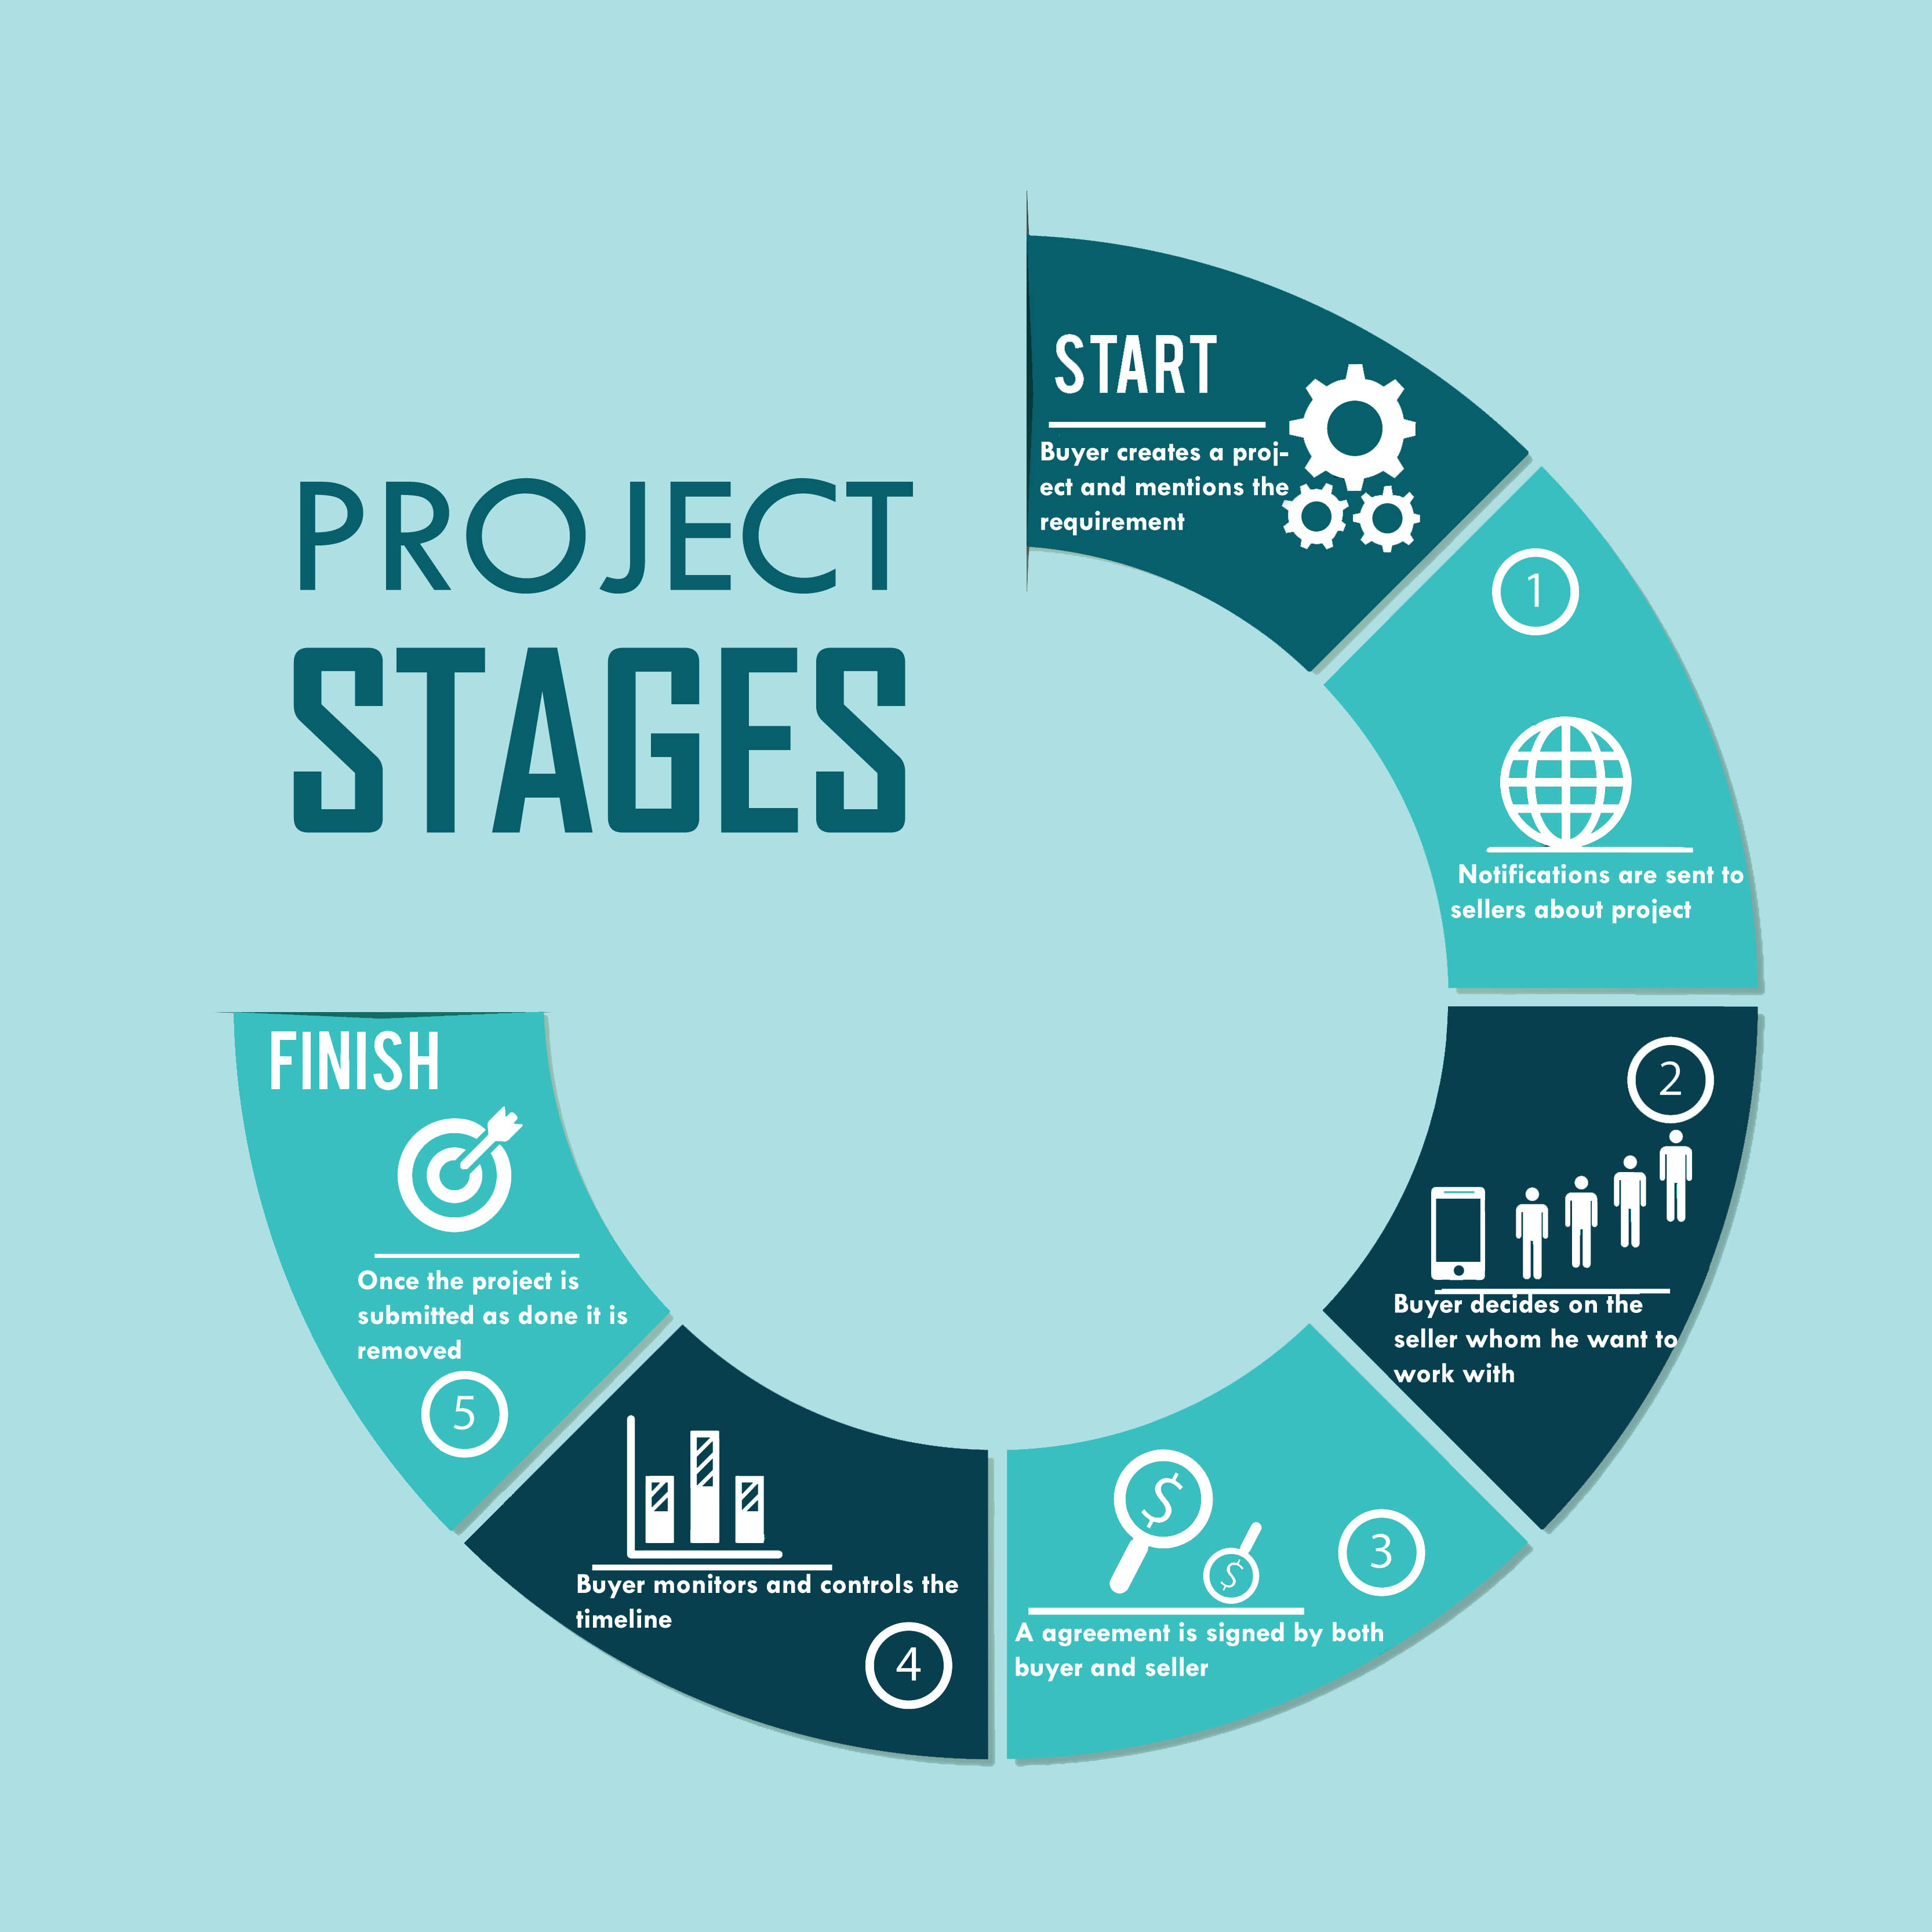 PROJECT
STAGES
START
Buyer creates a proj-
ect and mentions the
requirement
1
Notifications are sent to
sellers about project
2
Buyer decides on the
seller whom he want to
work with
3
$
$
A agreement is signed by both
buyer and seller
Buyer monitors and controls the
timeline
4
FINISH
Once the project is
submitted as done it is
removed
5